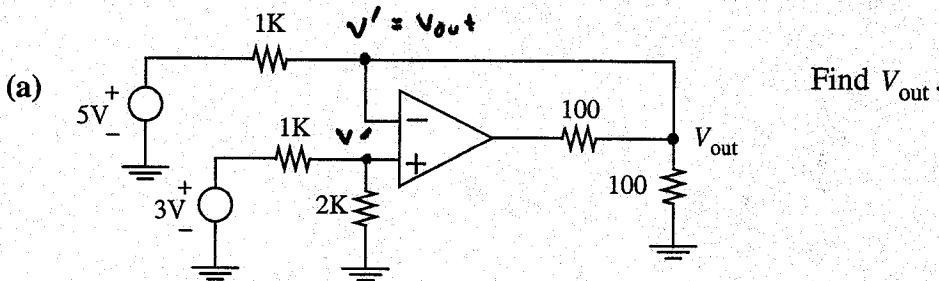 1K
V' = Vout
(a)
5V
+
-
Find Vout.
1K
V'
-
+
100
Vout
3V
+
-
2K
100